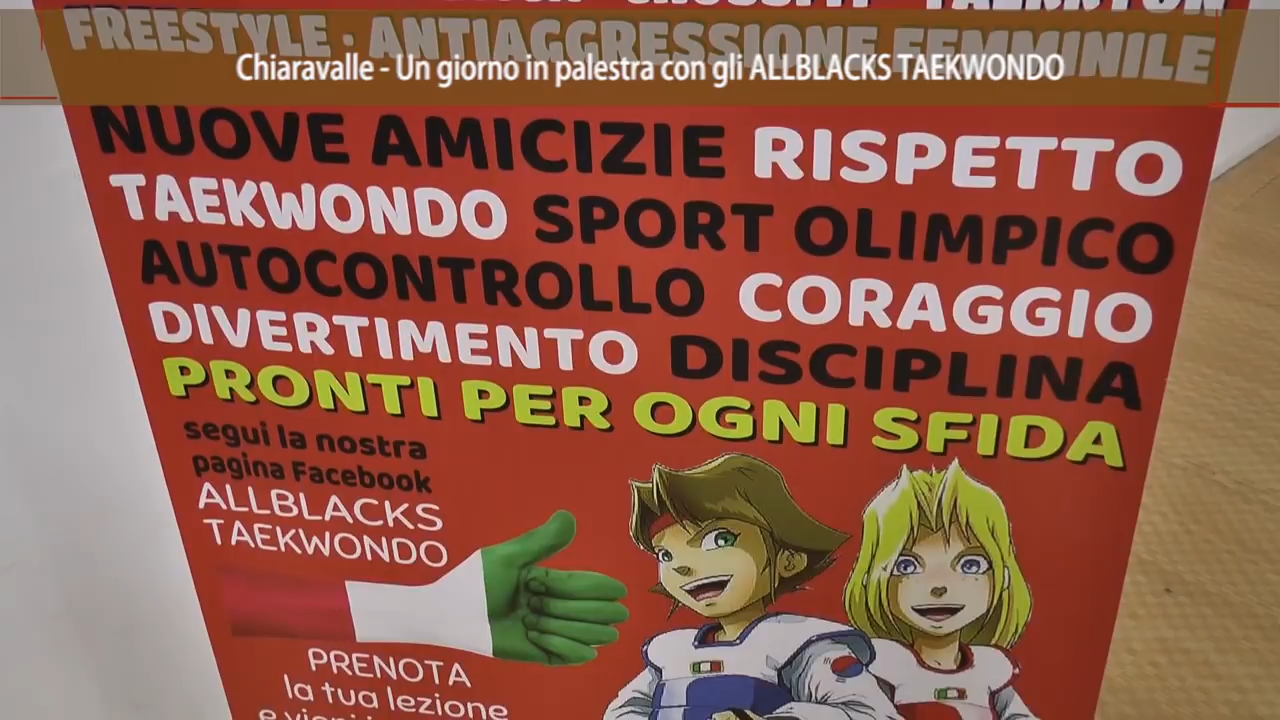 FREESTYLE · ANTIAGGRESSIONE FEMMINILE
Chiaravalle - Un giorno in palestra con gli ALLBLACKS TAEKWONDO
NUOVE AMICIZIE RISPETTO
TAEKWONDO SPORT OLIMPICO
AUTOCONTROLLO CORAGGIO
DIVERTIMENTO DISCIPLINA
PRONTI PER OGNI SFIDA
segui la nostra
pagina Facebook
ALLBLACKS
TAEKWONDO
PRENOTA
la tua lezione